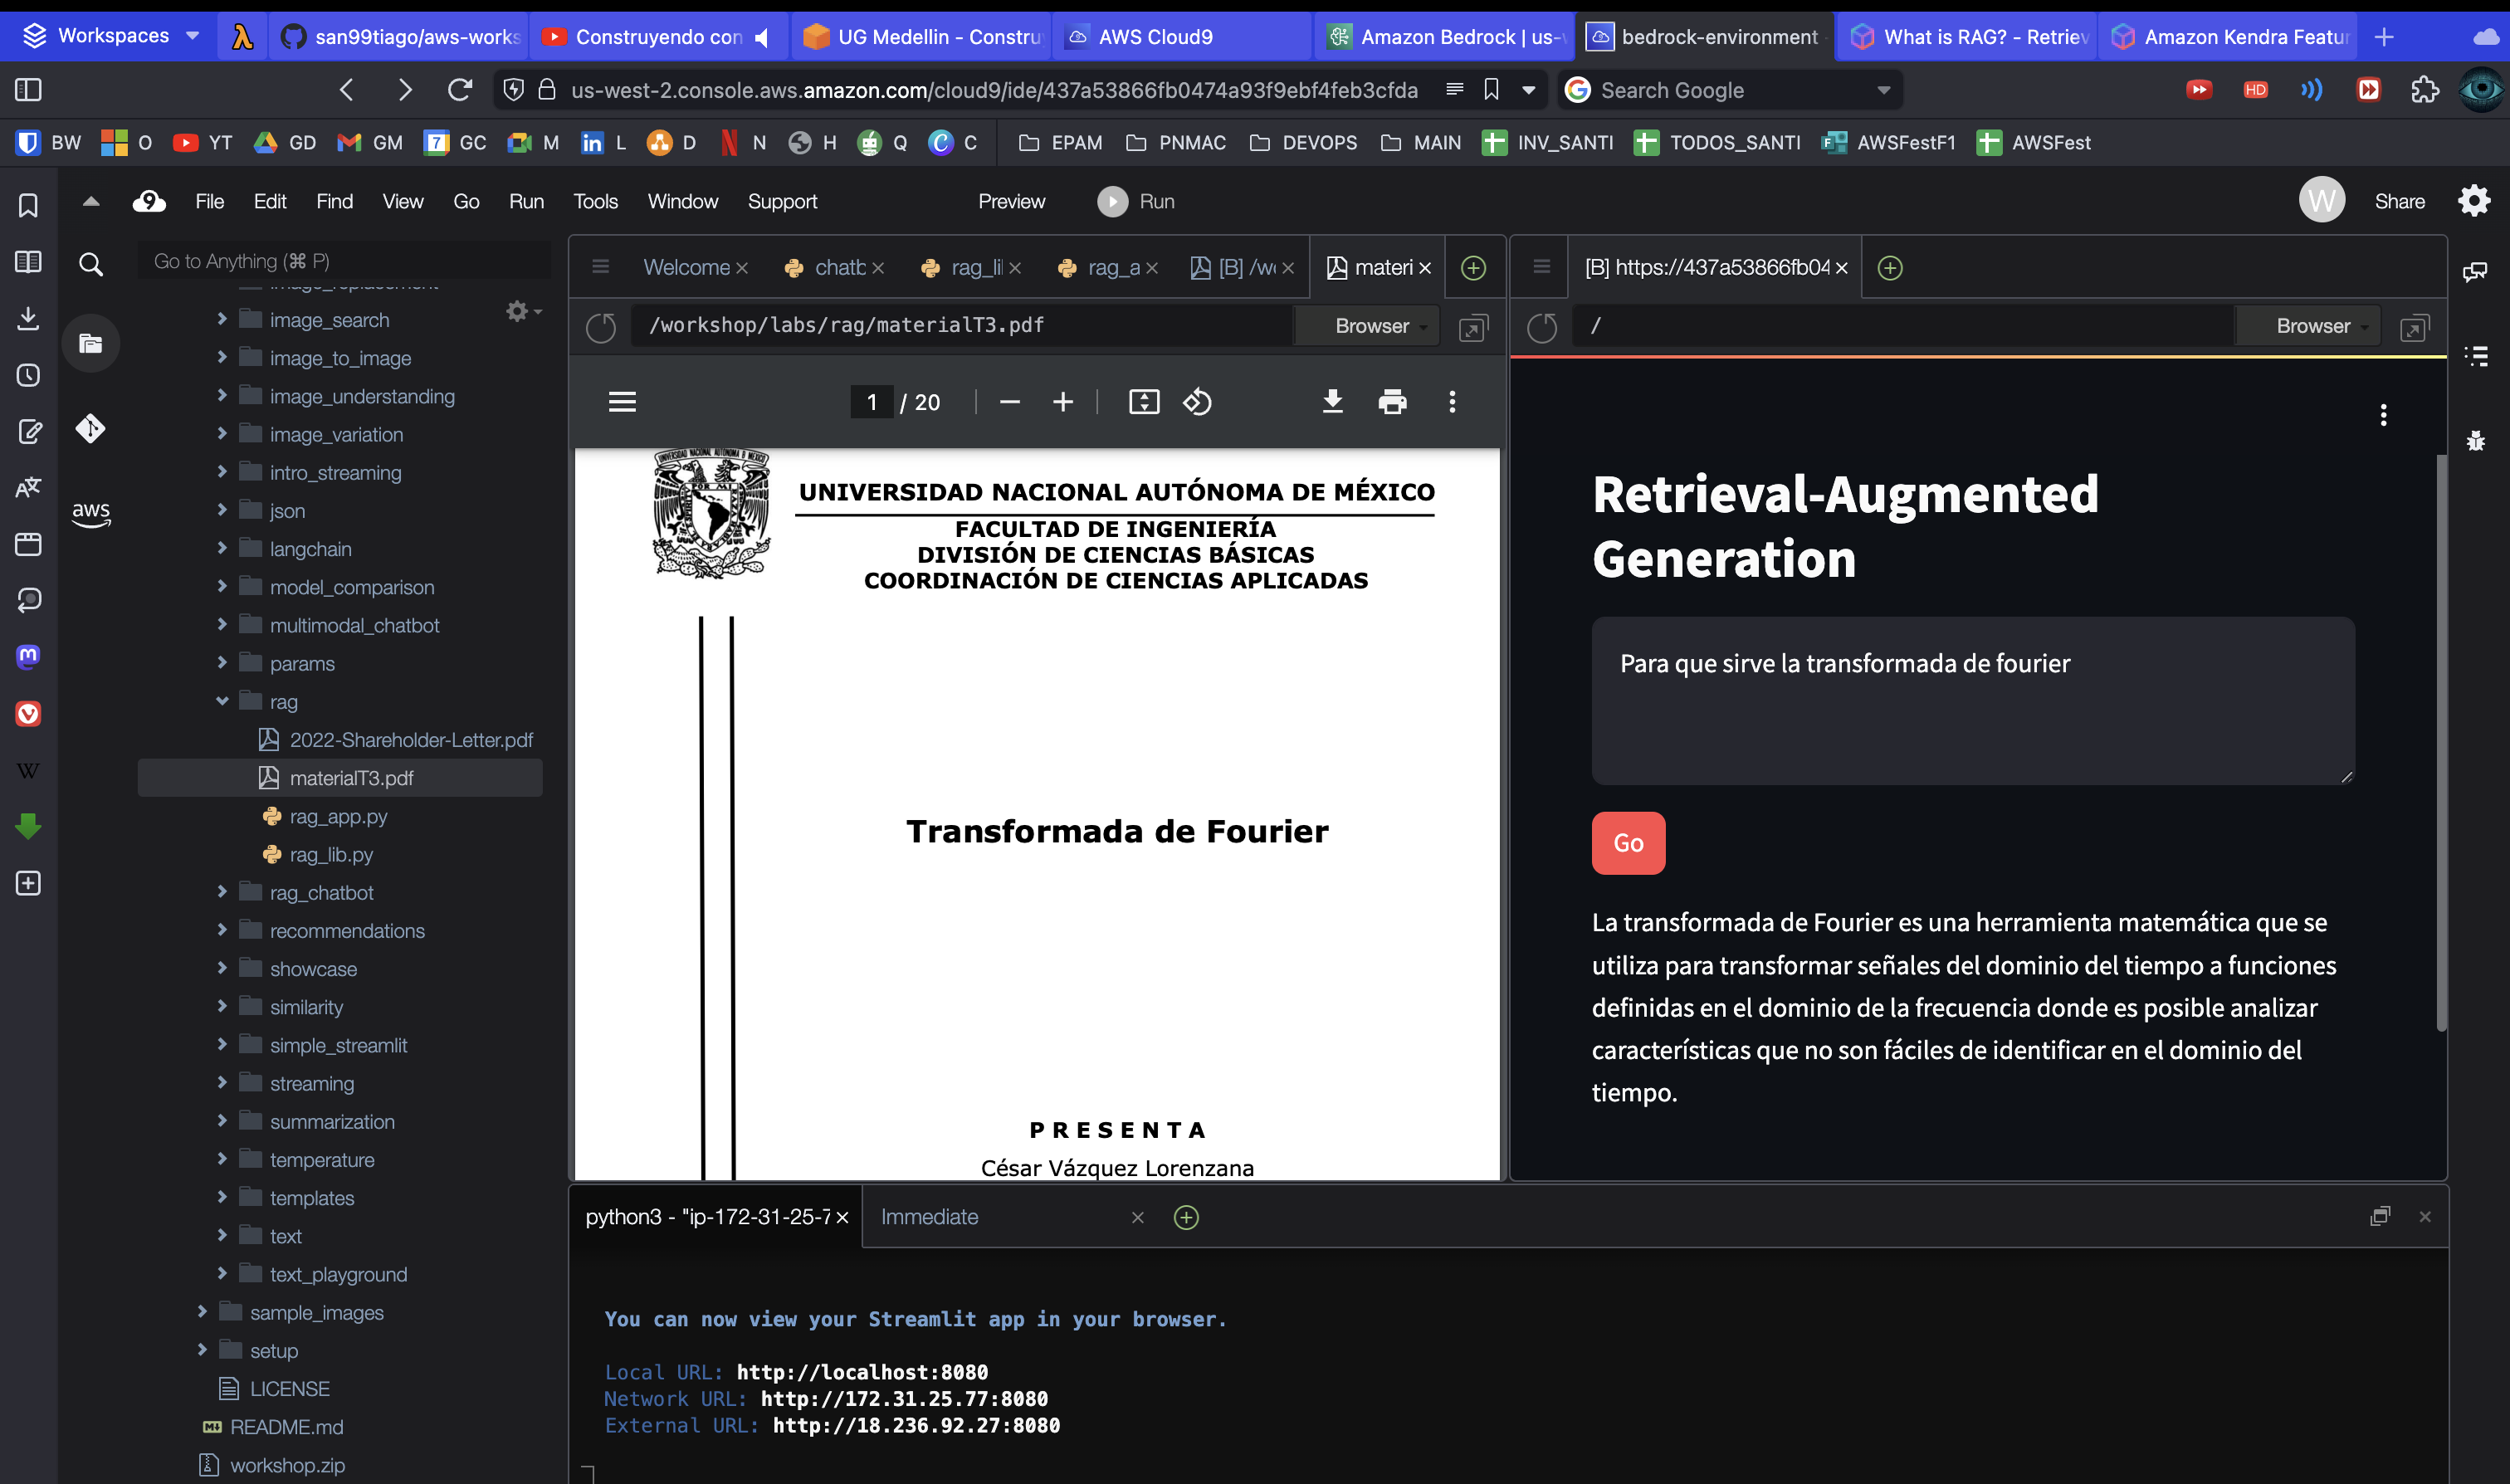 Workspaces
san99tiago/aws-works
Construyendo con
UG Medellin - Constru
AWS Cloud9
Amazon Bedrock | us-
bedrock-environment
What is RAG? - Retriev
Amazon Kendra Featur
us-west-2.console.aws.amazon.com/cloud9/ide/437a53866fb0474a93f9ebf4feb3cfda
Search Google
HD
BW
O
YT
GD
GM
7
GC
M
in
L
D
N
H
Q
C
C
EPAM
PNMAC
DEVOPS
MAIN
INV_SANTI
TODOS_SANTI
F
AWSFestF1
AWSFest
9
File
Edit
Find
View
Go
Run
Tools
Window
Support
Preview
Run
W
Share
Go to Anything (⌘ P)
Welcome
chatb
rag_li
rag_a
[B] /wo
materi
[B] https://437a53866fb04
/workshop/labs/rag/materialT3.pdf
Browser
/
Browser
1 / 20
image_replacement
image_search
image_to_image
image_understanding
image_variation
intro_streaming
json
langchain
model_comparison
multimodal_chatbot
params
rag
2022-Shareholder-Letter.pdf
materialT3.pdf
rag_app.py
rag_lib.py
rag_chatbot
recommendations
showcase
similarity
simple_streamlit
streaming
summarization
temperature
templates
text
text_playground
sample_images
setup
LICENSE
README.md
workshop.zip
aws
m
W
UNIVERSIDAD NACIONAL AUTÓNOMA DE MÉXICO
FACULTAD DE INGENIERÍA
DIVISIÓN DE CIENCIAS BÁSICAS
COORDINACIÓN DE CIENCIAS APLICADAS
Transformada de Fourier
P R E S E N T A
César Vázquez Lorenzana
Retrieval-Augmented
Generation
Para que sirve la transformada de fourier
Go
La transformada de Fourier es una herramienta matemática que se
utiliza para transformar señales del dominio del tiempo a funciones
definidas en el dominio de la frecuencia donde es posible analizar
características que no son fáciles de identificar en el dominio del
tiempo.
python3 - "ip-172-31-25-7
Immediate
You can now view your Streamlit app in your browser.
Local URL: http://localhost:8080
Network URL: http://172.31.25.77:8080
External URL: http://18.236.92.27:8080